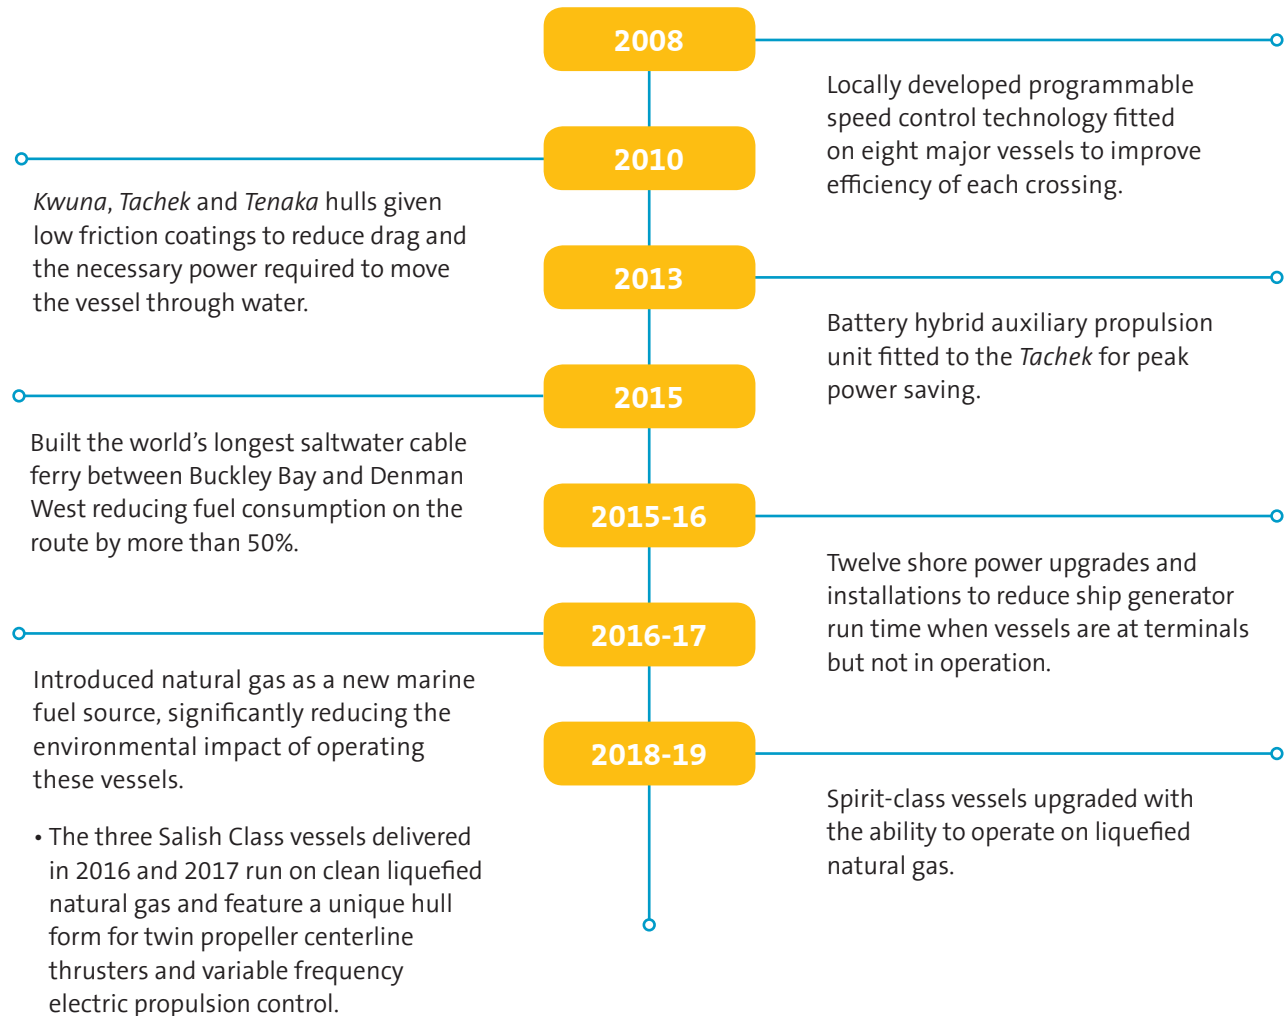 2008
Locally developed programmable
speed control technology fitted
on eight major vessels to improve
efficiency of each crossing.
2010
Kwuna, Tachek and Tenaka hulls given
low friction coatings to reduce drag and
the necessary power required to move
the vessel through water.
2013
Battery hybrid auxiliary propulsion
unit fitted to the Tachek for peak
power saving.
2015
Built the world’s longest saltwater cable
ferry between Buckley Bay and Denman
West reducing fuel consumption on the
route by more than 50%.
2015-16
Twelve shore power upgrades and
installations to reduce ship generator
run time when vessels are at terminals
but not in operation.
2016-17
Introduced natural gas as a new marine
fuel source, significantly reducing the
environmental impact of operating
these vessels.
• The three Salish Class vessels delivered
in 2016 and 2017 run on clean liquefied
natural gas and feature a unique hull
form for twin propeller centerline
thrusters and variable frequency
electric propulsion control.
2018-19
Spirit-class vessels upgraded with
the ability to operate on liquefied
natural gas.